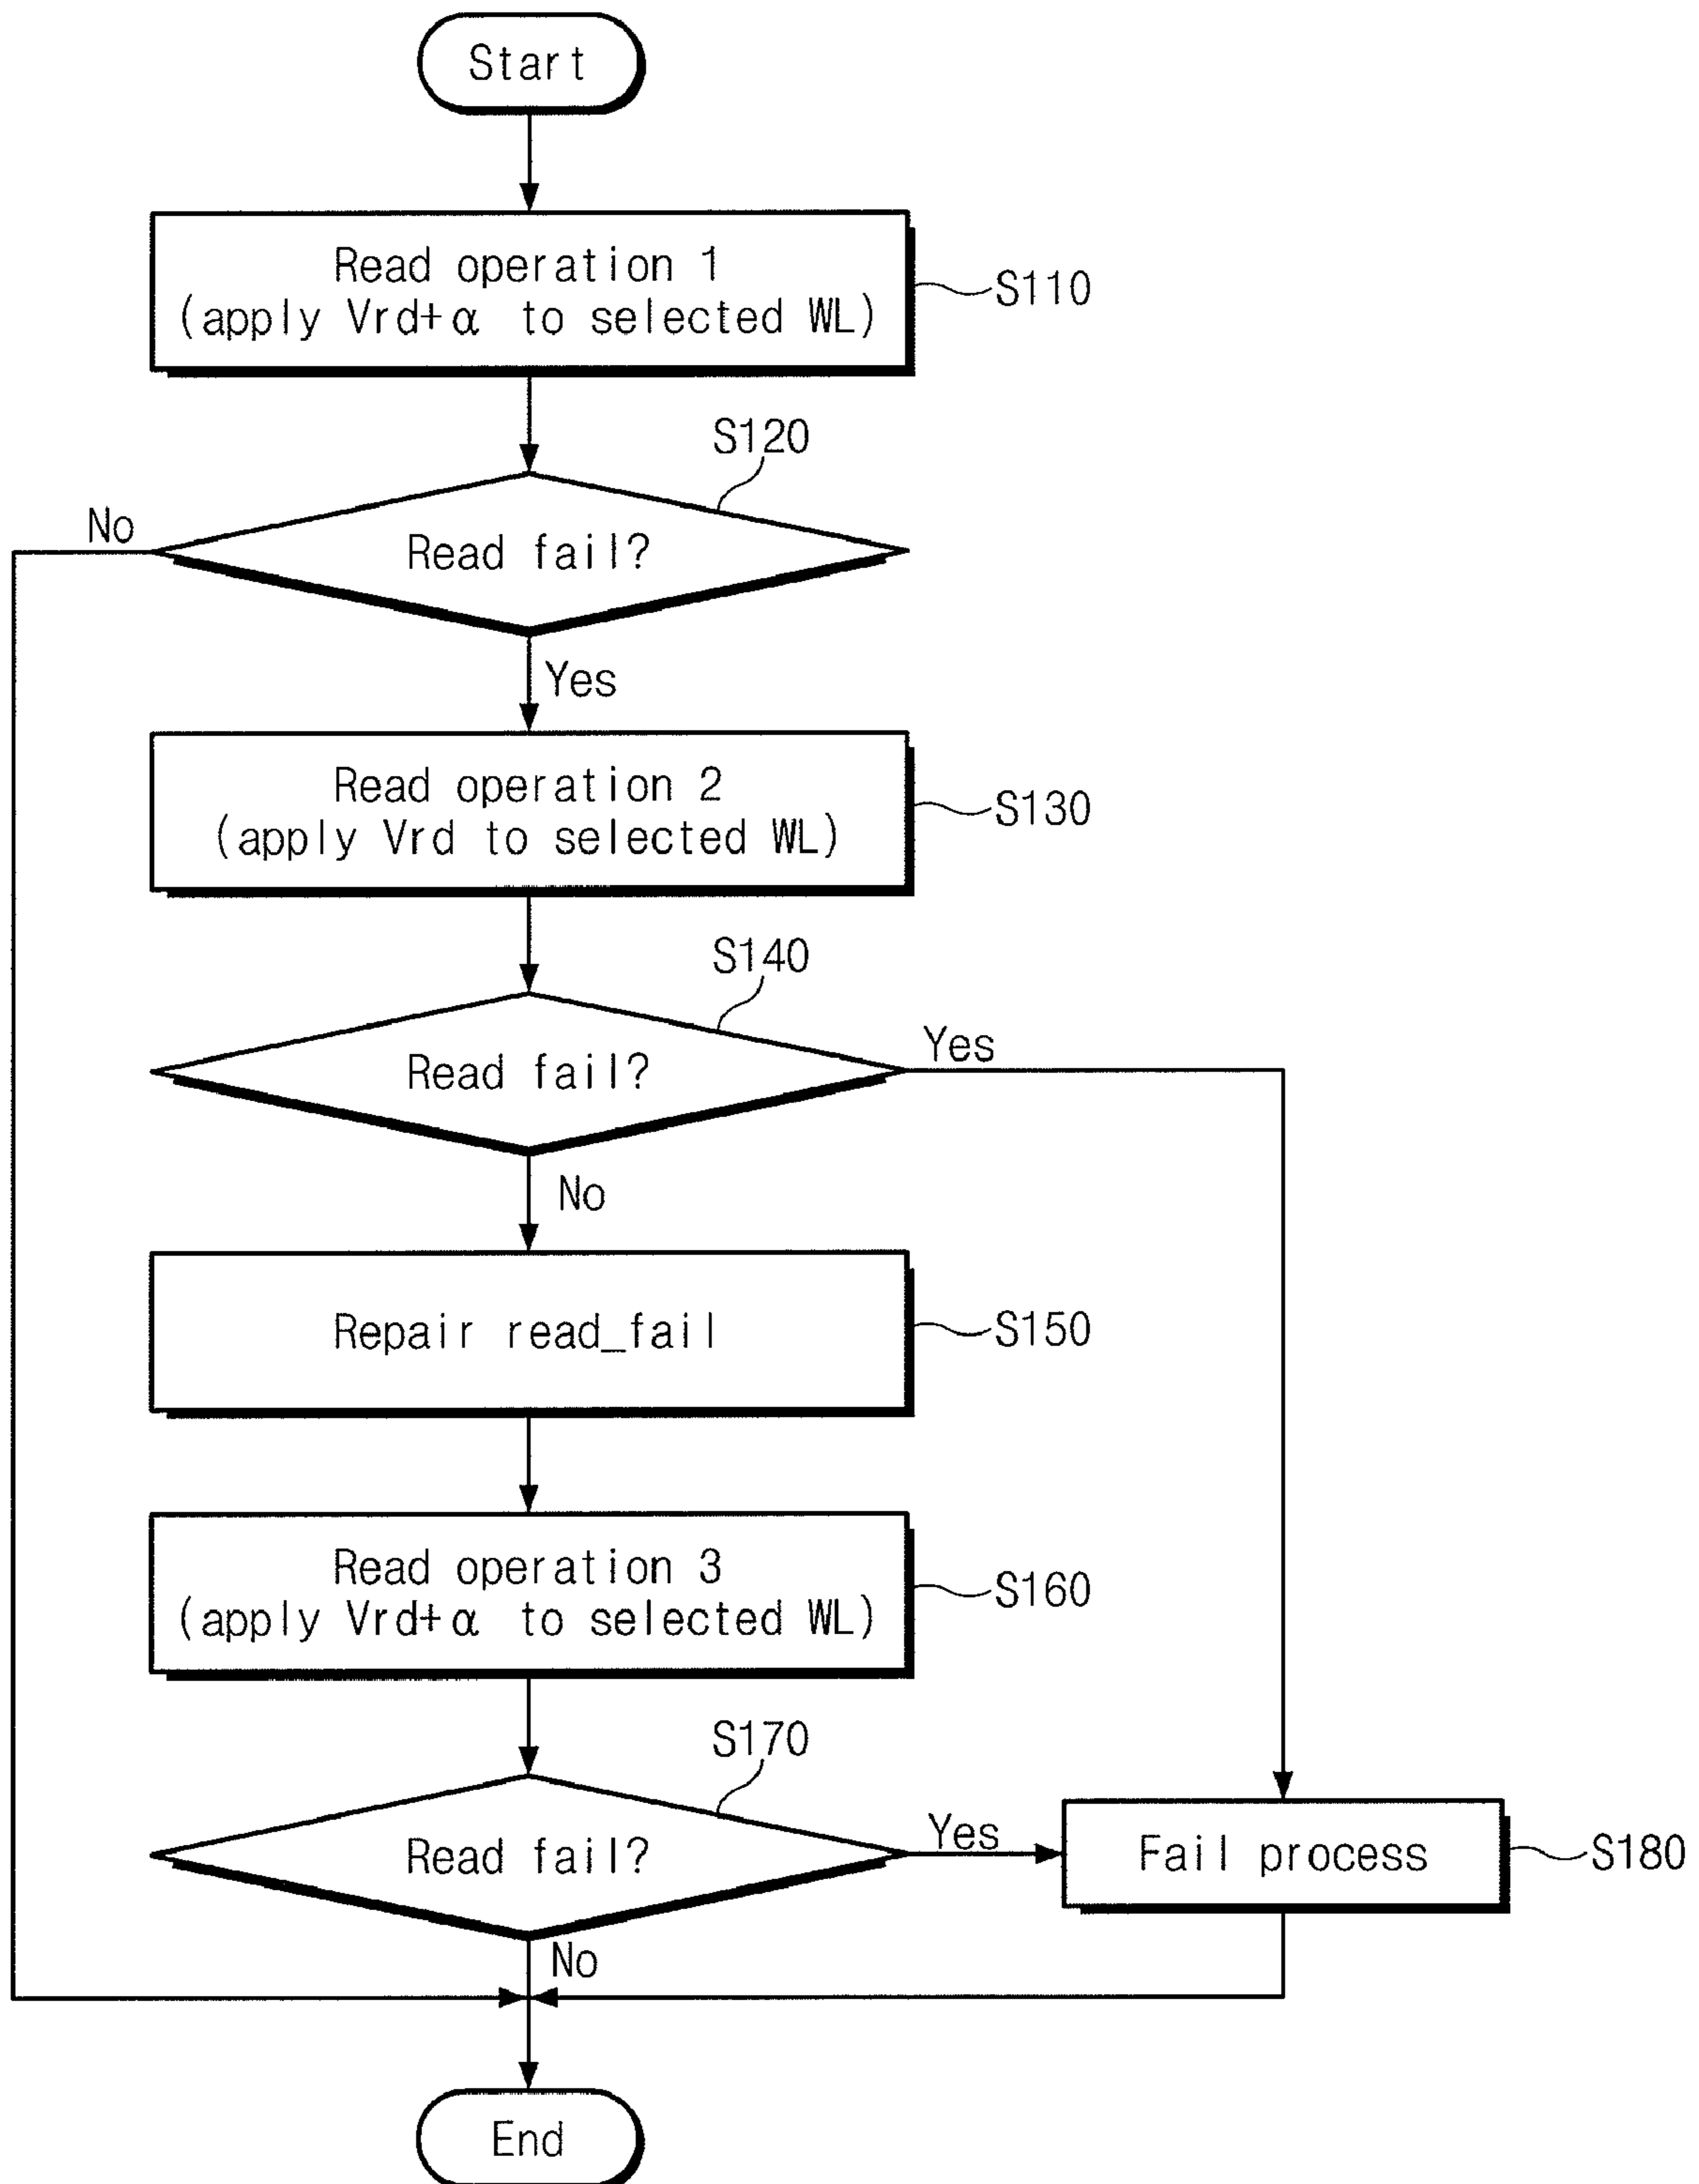 Start
Read operation 1
(apply Vrd+α to selected WL)
S110
S120
No
Read fail?
Yes
Read operation 2
(apply Vrd to selected WL)
S130
S140
Yes
Read fail?
No
Repair read_fail
S150
Read operation 3
(apply Vrd+α to selected WL)
S160
S170
Yes
Read fail?
Fail process
S180
No
End